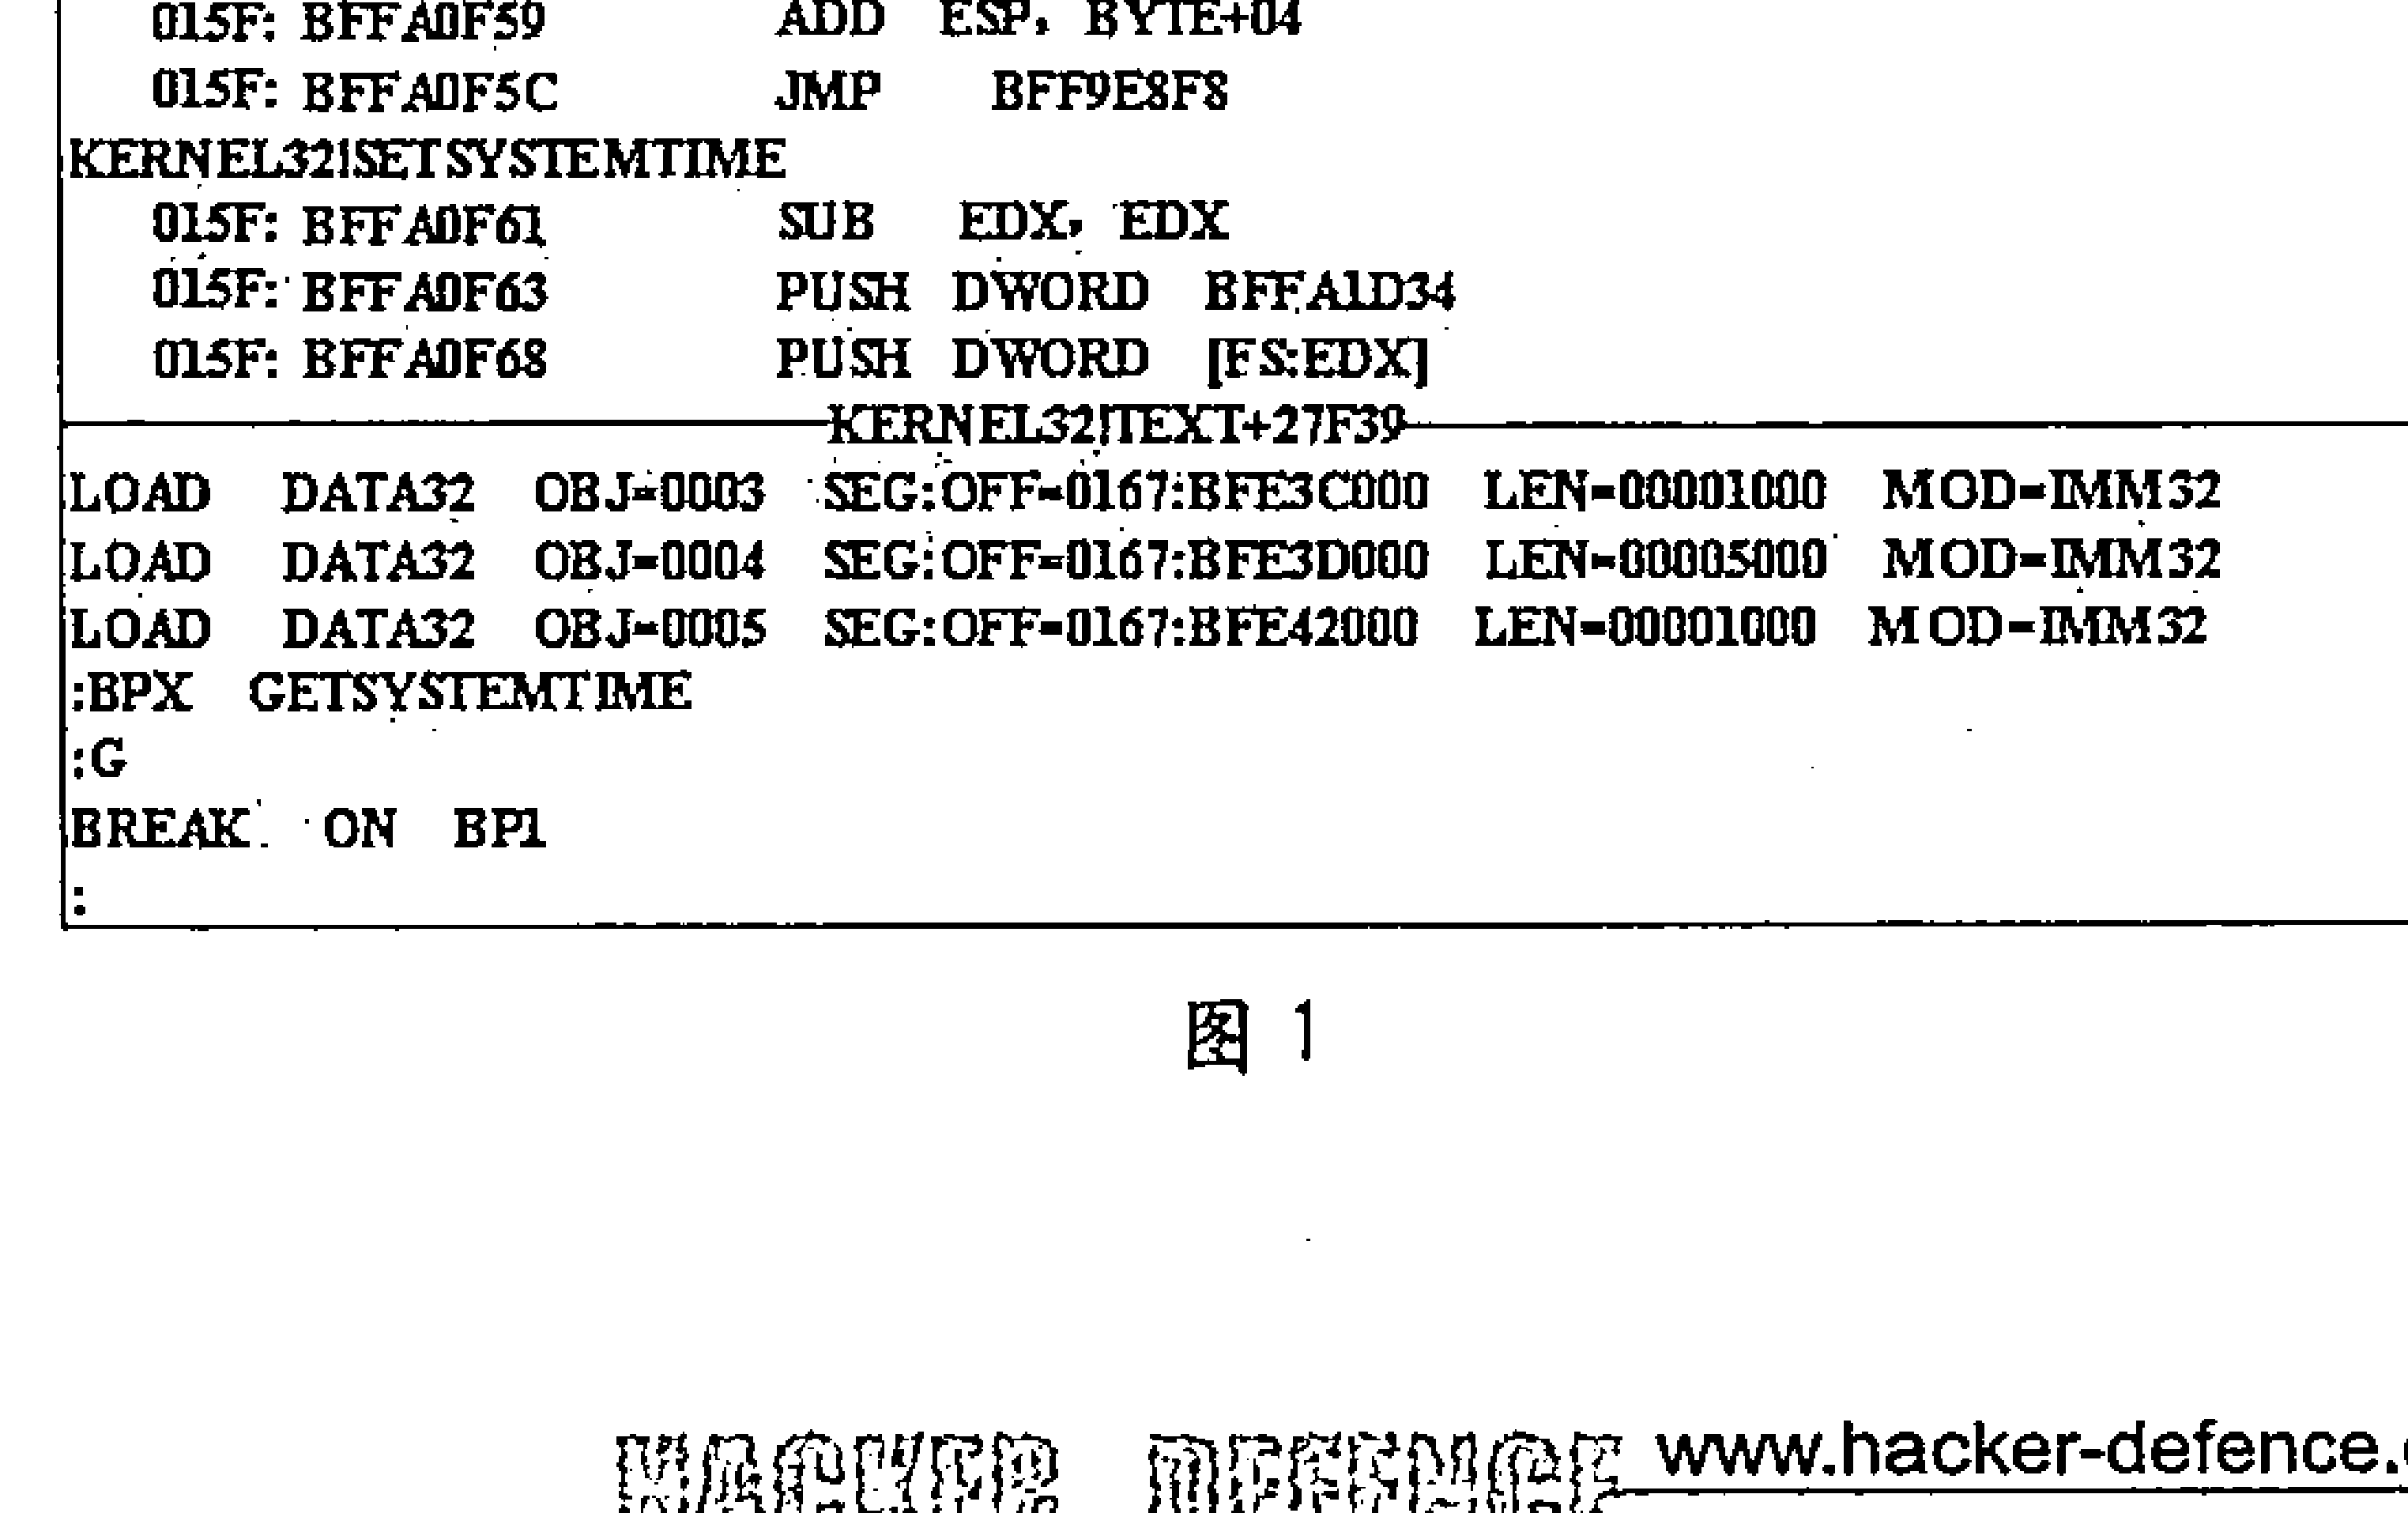 015F: BFFA0F59 ADD ESP, BYTE+04
015F: BFFA0F5C JMP BFF9E8F8
KERNEL32!SETSYSTEMTIME
015F: BFFA0F61 SUB EDX, EDX
015F: BFFA0F63 PUSH DWORD BFFA1D34
015F: BFFA0F68 PUSH DWORD [FS:EDX]
KERNEL32!TEXT+27F39
LOAD DATA32 OBJ=0003 SEG:OFF=0167:BFE3C000 LEN=00001000 MOD=IMM32
LOAD DATA32 OBJ=0004 SEG:OFF=0167:BFE3D000 LEN=00005000 MOD=IMM32
LOAD DATA32 OBJ=0005 SEG:OFF=0167:BFE42000 LEN=00001000 MOD=IMM32
:BPX GETSYSTEMTIME
:G
BREAK ON BP1
:
图 1
HACKER DEFENCE www.hacker-defence.